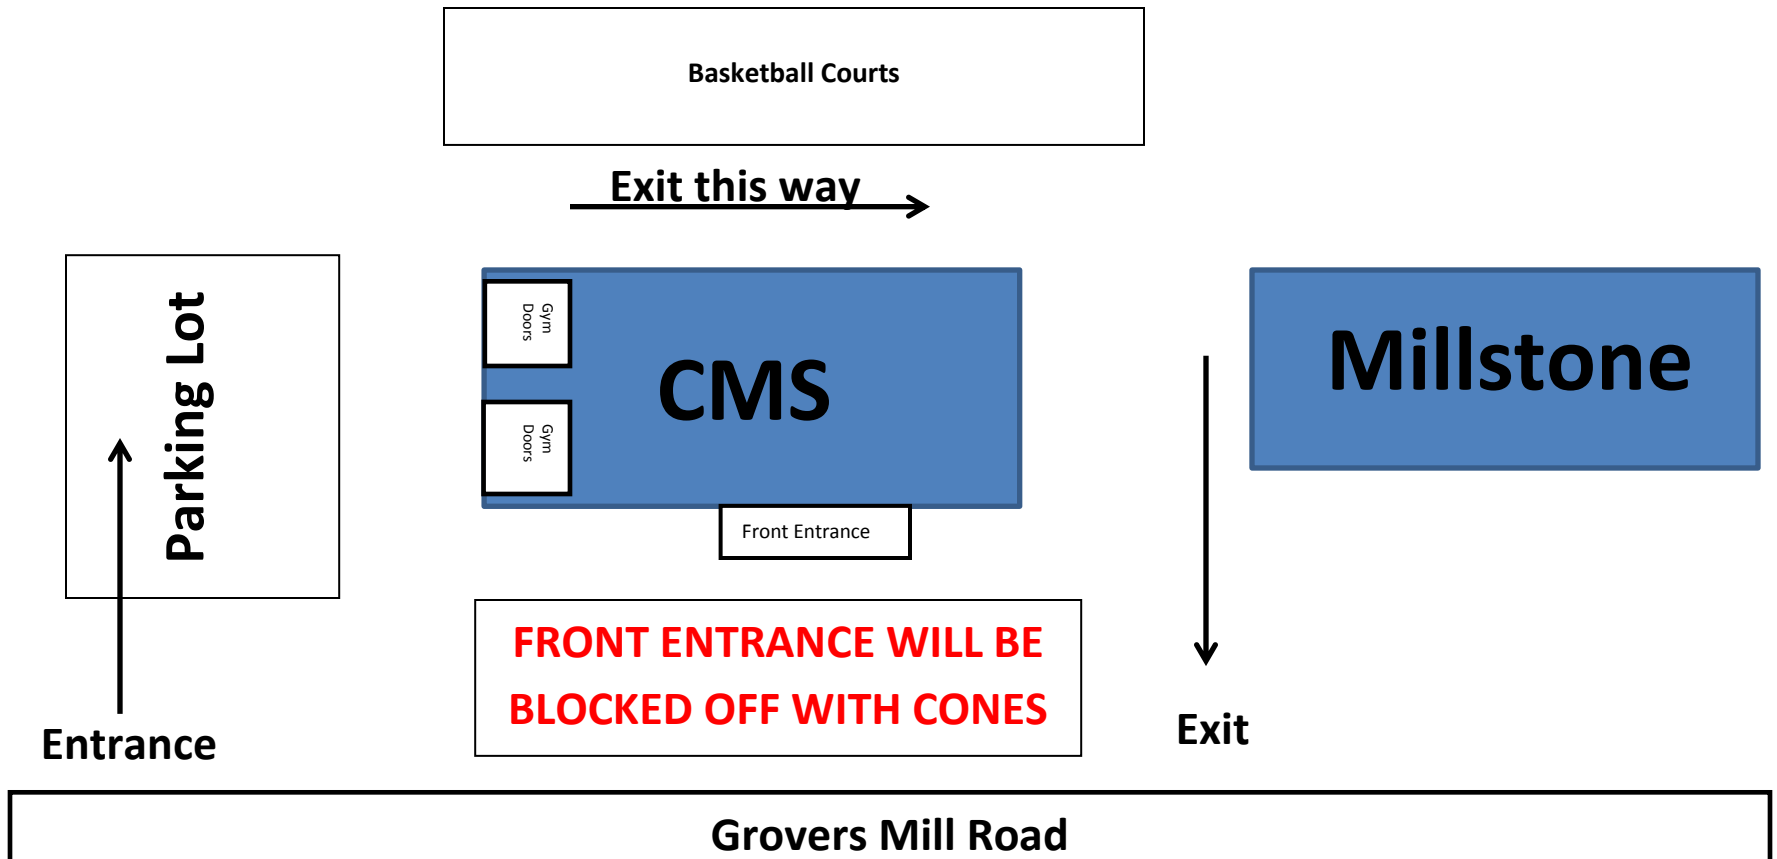 Basketball Courts
Exit this way
Parking Lot
Gym
Doors
CMS
Millstone
Gym
Doors
Front Entrance
FRONT ENTRANCE WILL BE
BLOCKED OFF WITH CONES
Entrance
Exit
Grovers Mill Road